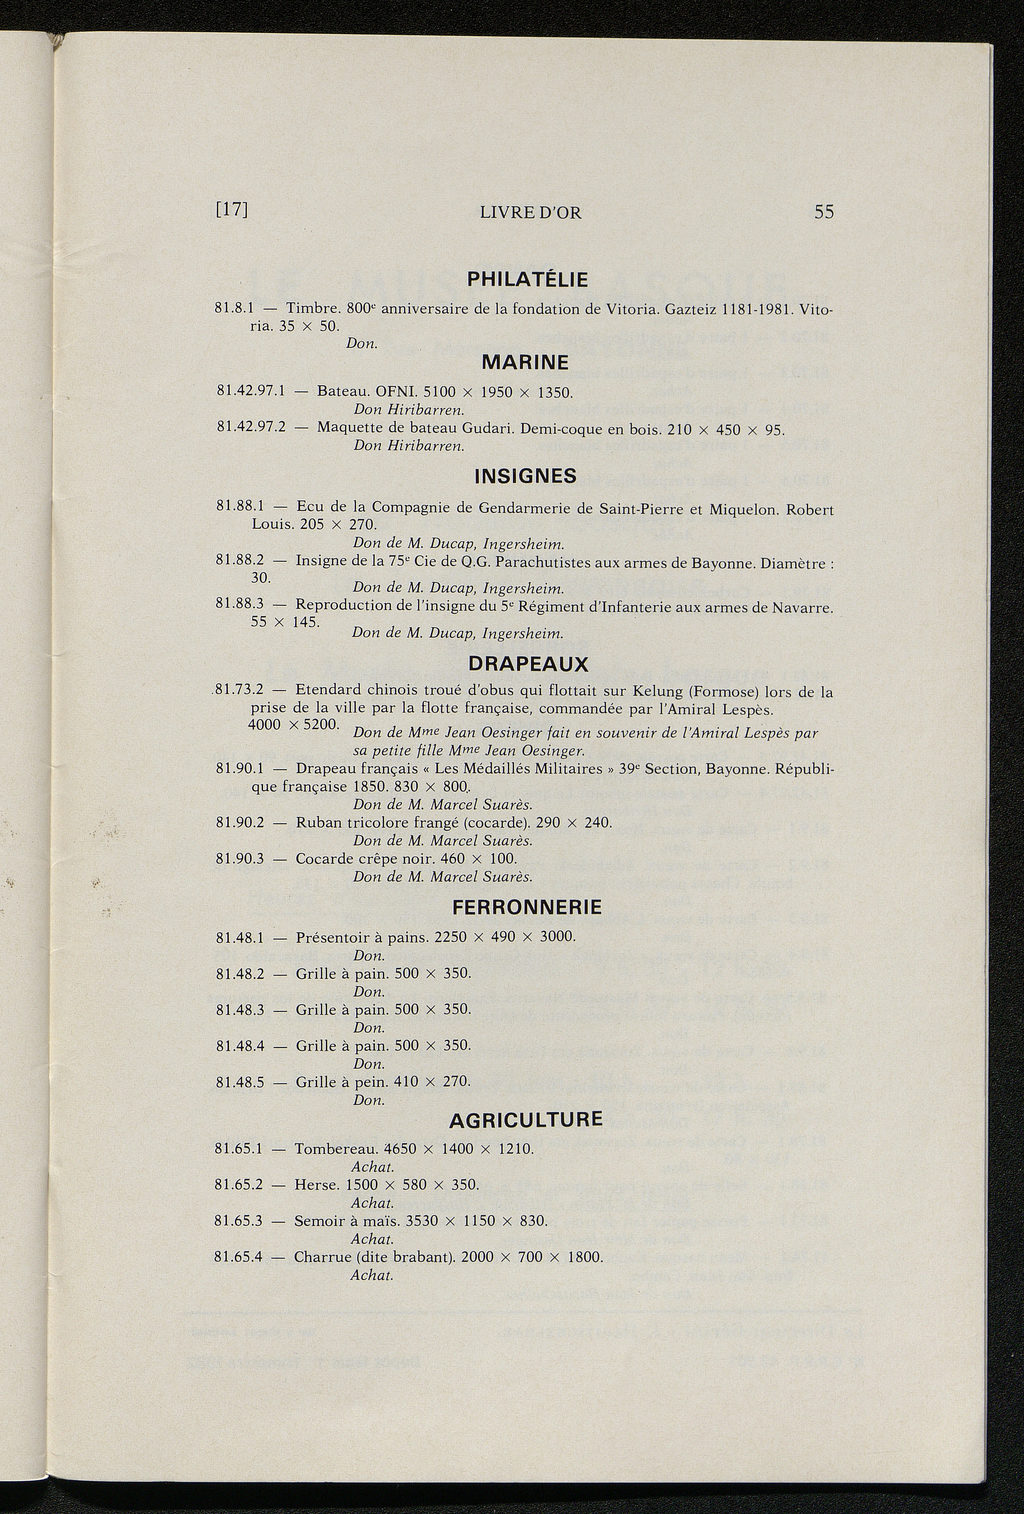 [17] LIVRE D'OR 55
PHILATÉLIE
81.8.1 — Timbre. 800e anniversaire de la fondation de Vitoria. Gazteiz 1181-1981. Vito-
ria. 35 × 50.
Don.
MARINE
81.42.97.1 — Bateau. OFNI. 5100 × 1950 × 1350.
Don Hiribarren.
81.42.97.2 — Maquette de bateau Gudari. Demi-coque en bois. 210 × 450 × 95.
Don Hiribarren.
INSIGNES
81.88.1 — Ecu de la Compagnie de Gendarmerie de Saint-Pierre et Miquelon. Robert
Louis. 205 × 270.
Don de M. Ducap, Ingersheim.
81.88.2 — Insigne de la 75e Cie de Q.G. Parachutistes aux armes de Bayonne. Diamètre :
30.
Don de M. Ducap, Ingersheim.
81.88.3 — Reproduction de l'insigne du 5e Régiment d'Infanterie aux armes de Navarre.
55 × 145.
Don de M. Ducap, Ingersheim.
DRAPEAUX
81.73.2 — Etendard chinois troué d'obus qui flottait sur Kelung (Formose) lors de la
prise de la ville par la flotte française, commandée par l'Amiral Lespès.
4000 × 5200.
Don de Mme Jean Oesinger fait en souvenir de l'Amiral Lespès par
sa petite fille Mme Jean Oesinger.
81.90.1 — Drapeau français « Les Médaillés Militaires » 39e Section, Bayonne. Républi-
que française 1850. 830 × 800.
Don de M. Marcel Suarès.
81.90.2 — Ruban tricolore frangé (cocarde). 290 × 240.
Don de M. Marcel Suarès.
81.90.3 — Cocarde crêpe noir. 460 × 100.
Don de M. Marcel Suarès.
FERRONNERIE
81.48.1 — Présentoir à pains. 2250 × 490 × 3000.
Don.
81.48.2 — Grille à pain. 500 × 350.
Don.
81.48.3 — Grille à pain. 500 × 350.
Don.
81.48.4 — Grille à pain. 500 × 350.
Don.
81.48.5 — Grille à pein. 410 × 270.
Don.
AGRICULTURE
81.65.1 — Tombereau. 4650 × 1400 × 1210.
Achat.
81.65.2 — Herse. 1500 × 580 × 350.
Achat.
81.65.3 — Semoir à maïs. 3530 × 1150 × 830.
Achat.
81.65.4 — Charrue (dite brabant). 2000 × 700 × 1800.
Achat.